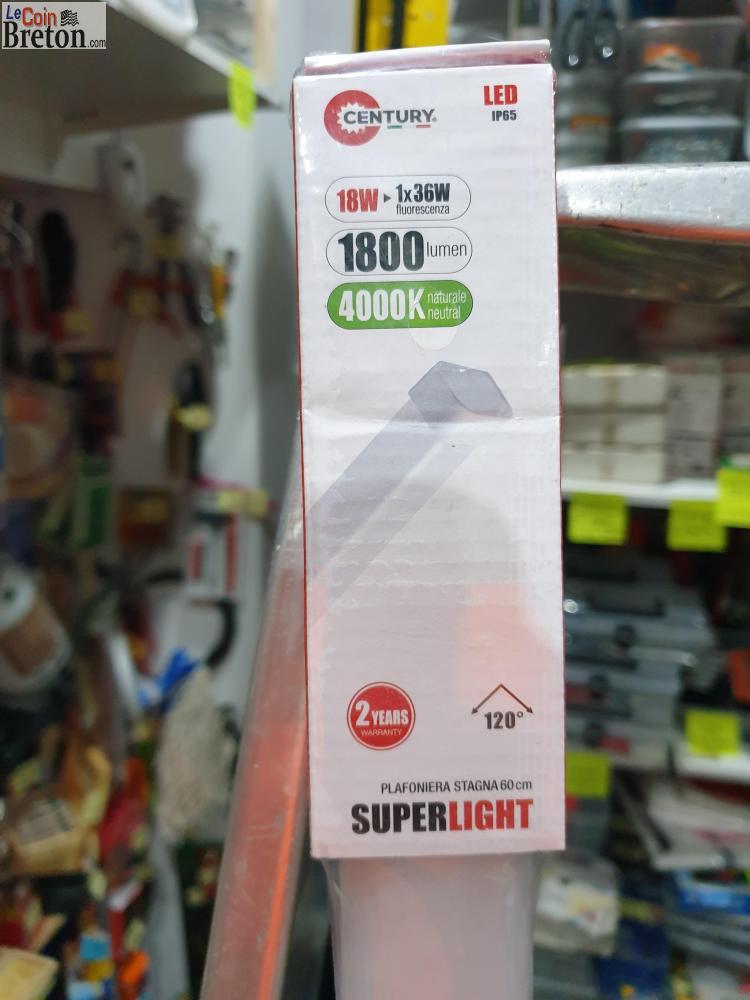 LeCoin
Breton.com
CENTURY®
LED
IP65
18W ▸ 1x36W
fluorescenza
1800 lumen
4000K naturale
neutral
2 YEARS
WARRANTY
120°
PLAFONIERA STAGNA 60 cm
SUPERLIGHT